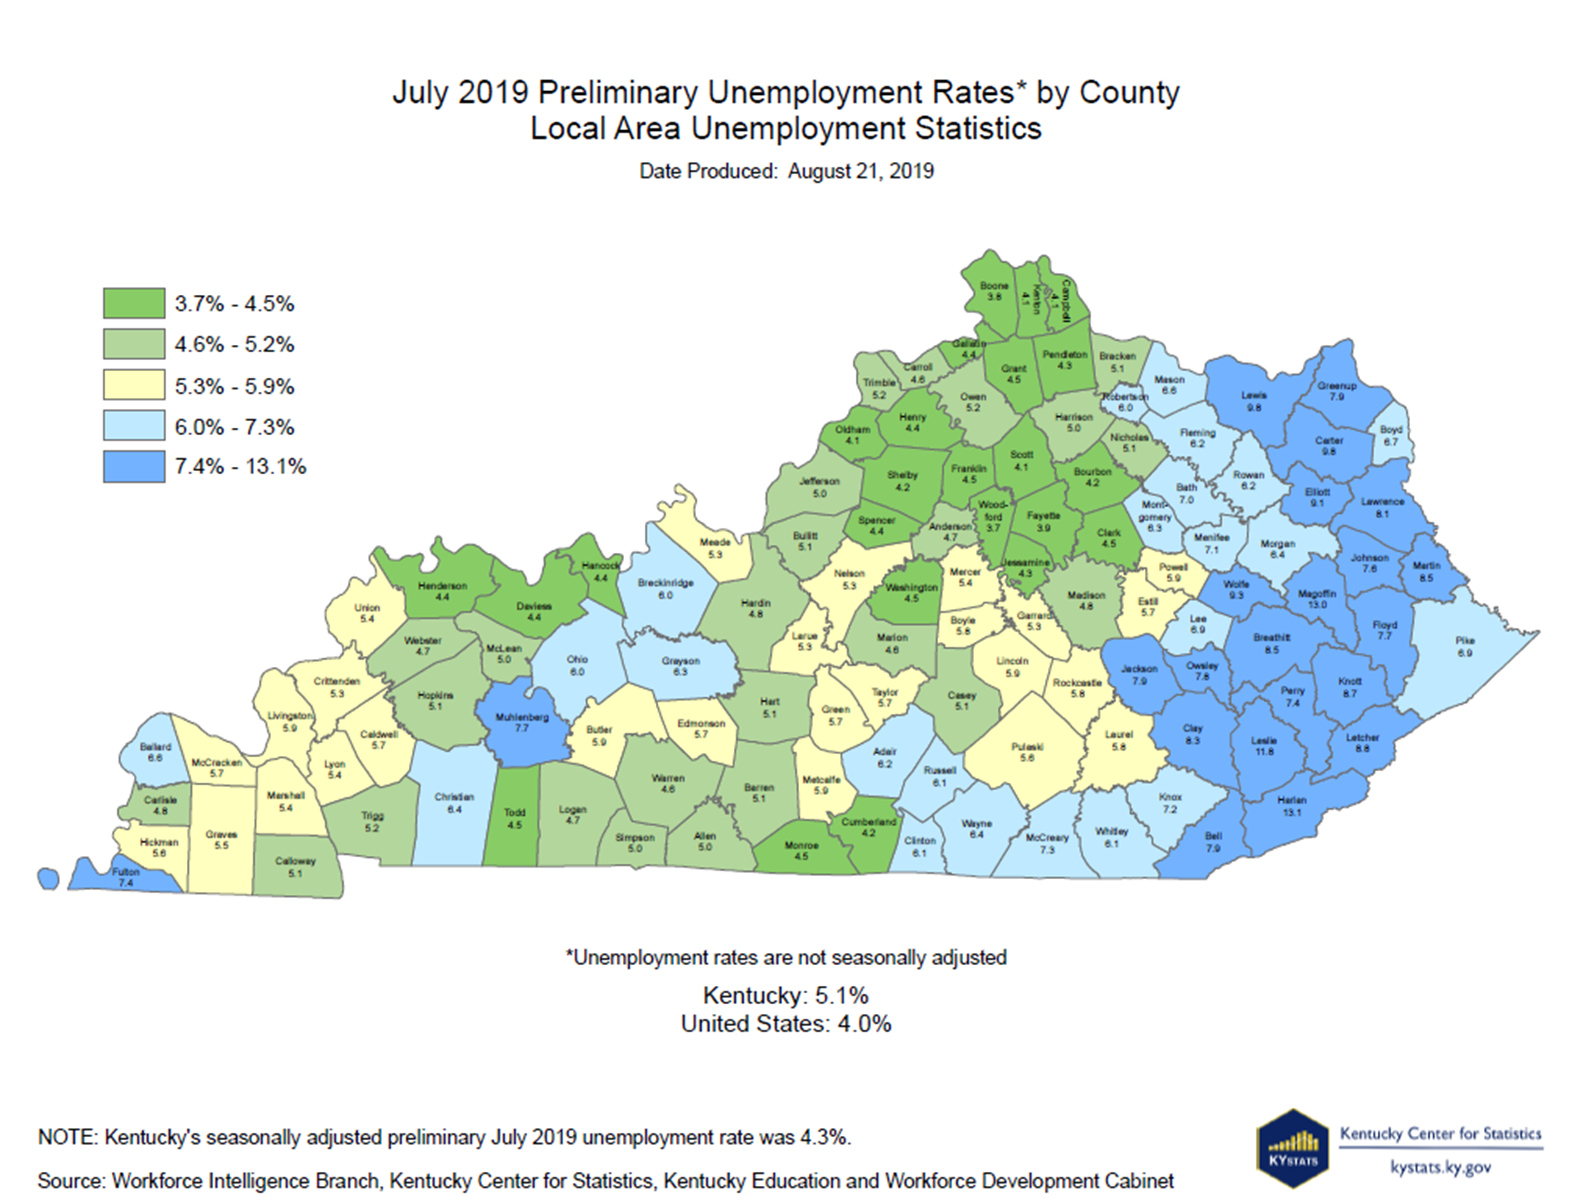 July 2019 Preliminary Unemployment Rates* by County
Local Area Unemployment Statistics
Date Produced: August 21, 2019
3.7% - 4.5%
4.6% - 5.2%
5.3% - 5.9%
6.0% - 7.3%
7.4% - 13.1%
Boone
3.8
Kenton
4.1
Campbell
4.1
Gallatin
4.4
Grant
4.5
Pendleton
4.3
Bracken
5.1
Carroll
4.6
Trimble
5.2
Owen
5.2
Mason
6.6
Robertson
6.0
Lewis
9.8
Greenup
7.9
Henry
4.4
Oldham
4.1
Harrison
5.0
Nicholas
5.1
Fleming
6.2
Carter
9.8
Boyd
6.7
Scott
4.1
Franklin
4.5
Shelby
4.2
Jefferson
5.0
Bourbon
4.2
Bath
7.0
Rowan
6.2
Elliott
9.1
Lawrence
8.1
Spencer
4.4
Anderson
4.7
Wood-
ford
3.7
Fayette
3.9
Clark
4.5
Mont-
gomery
6.3
Menifee
7.1
Morgan
6.4
Johnson
7.6
Martin
8.5
Bullitt
5.1
Meade
5.3
Hancock
4.4
Breckinridge
6.0
Nelson
5.3
Washington
4.5
Mercer
5.4
Jessamine
4.3
Madison
4.8
Powell
5.9
Estill
5.7
Wolfe
9.3
Magoffin
13.0
Floyd
7.7
Pike
6.9
Henderson
4.4
Daviess
4.4
Union
5.4
Webster
4.7
McLean
5.0
Ohio
6.0
Grayson
6.3
Hardin
4.8
Larue
5.3
Marion
4.6
Boyle
5.8
Garrard
5.3
Lee
6.9
Breathitt
8.5
Lincoln
5.9
Rockcastle
5.8
Jackson
7.9
Owsley
7.8
Perry
7.4
Knott
8.7
Crittenden
5.3
Hopkins
5.1
Muhlenberg
7.7
Butler
5.9
Edmonson
5.7
Hart
5.1
Green
5.7
Taylor
5.7
Casey
5.1
Livingston
5.9
Caldwell
5.7
Lyon
5.4
Adair
6.2
Russell
6.1
Pulaski
5.6
Laurel
5.8
Clay
8.3
Leslie
11.8
Letcher
8.8
Ballard
6.6
McCracken
5.7
Carlisle
4.8
Marshall
5.4
Graves
5.5
Hickman
5.6
Fulton
7.4
Calloway
5.1
Trigg
5.2
Christian
6.4
Todd
4.5
Logan
4.7
Warren
4.6
Simpson
5.0
Allen
5.0
Barren
5.1
Metcalfe
5.9
Monroe
4.5
Cumberland
4.2
Clinton
6.1
Wayne
6.4
McCreary
7.3
Whitley
6.1
Knox
7.2
Bell
7.9
Harlan
13.1
*Unemployment rates are not seasonally adjusted
Kentucky: 5.1%
United States: 4.0%
NOTE: Kentucky's seasonally adjusted preliminary July 2019 unemployment rate was 4.3%.
Source: Workforce Intelligence Branch, Kentucky Center for Statistics, Kentucky Education and Workforce Development Cabinet
KYSTATS
Kentucky Center for Statistics
kystats.ky.gov